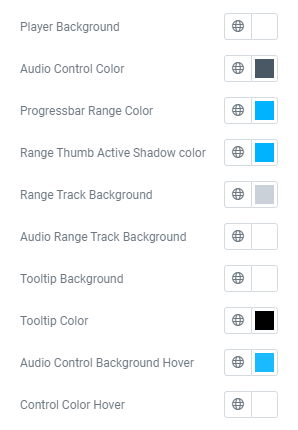 Player Background
Audio Control Color
Progressbar Range Color
Range Thumb Active Shadow color
Range Track Background
Audio Range Track Background
Tooltip Background
Tooltip Color
Audio Control Background Hover
Control Color Hover